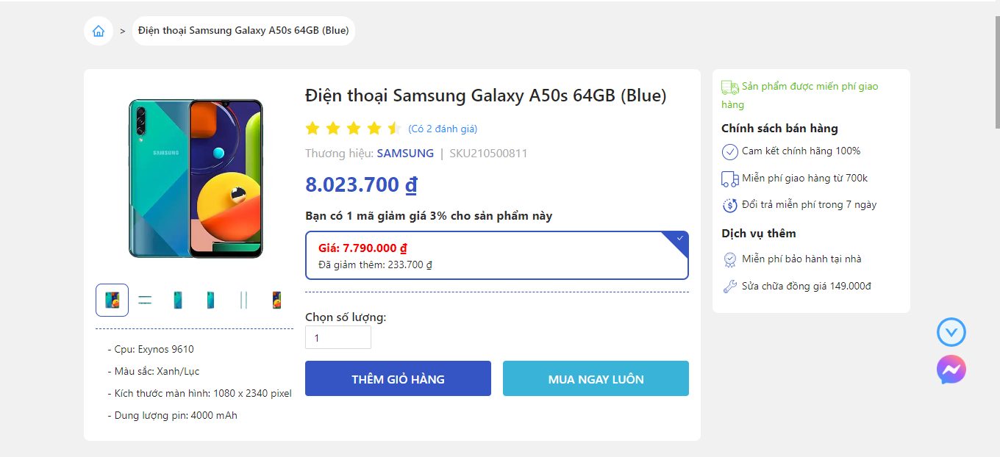 > Điện thoại Samsung Galaxy A50s 64GB (Blue)
SAMSUNG
- Cpu: Exynos 9610
- Màu sắc: Xanh/Lục
- Kích thước màn hình: 1080 x 2340 pixel
- Dung lượng pin: 4000 mAh
Điện thoại Samsung Galaxy A50s 64GB (Blue)
(Có 2 đánh giá)
Thương hiệu: SAMSUNG | SKU210500811
8.023.700 ₫
Bạn có 1 mã giảm giá 3% cho sản phẩm này
Giá: 7.790.000 ₫
Đã giảm thêm: 233.700 ₫
Chọn số lượng:
1
THÊM GIỎ HÀNG
MUA NGAY LUÔN
Sản phẩm được miến phí giao
hàng
Chính sách bán hàng
Cam kết chính hãng 100%
Miễn phí giao hàng từ 700k
Đổi trả miễn phí trong 7 ngày
Dịch vụ thêm
Miễn phí bảo hành tại nhà
Sửa chữa đồng giá 149.000đ